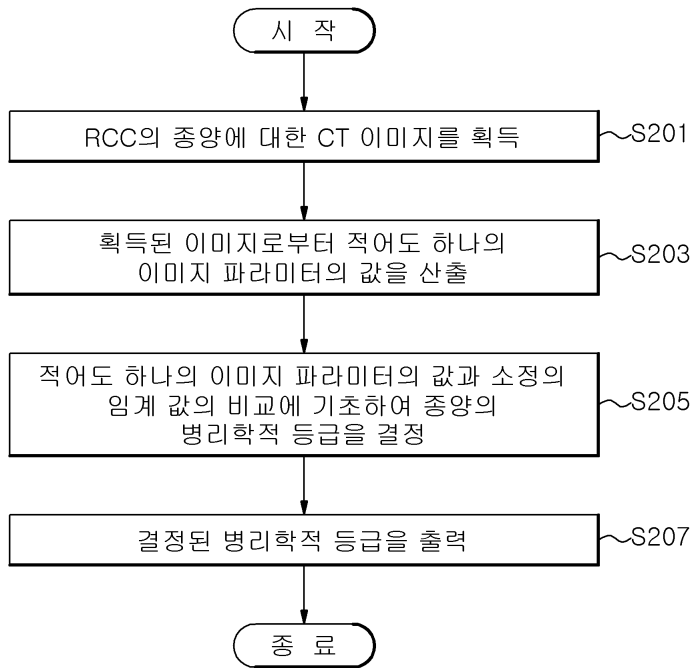 시 작
RCC의 종양에 대한 CT 이미지를 획득
S201
획득된 이미지로부터 적어도 하나의
이미지 파라미터의 값을 산출
S203
적어도 하나의 이미지 파라미터의 값과 소정의
임계 값의 비교에 기초하여 종양의
병리학적 등급을 결정
S205
결정된 병리학적 등급을 출력
S207
종 료